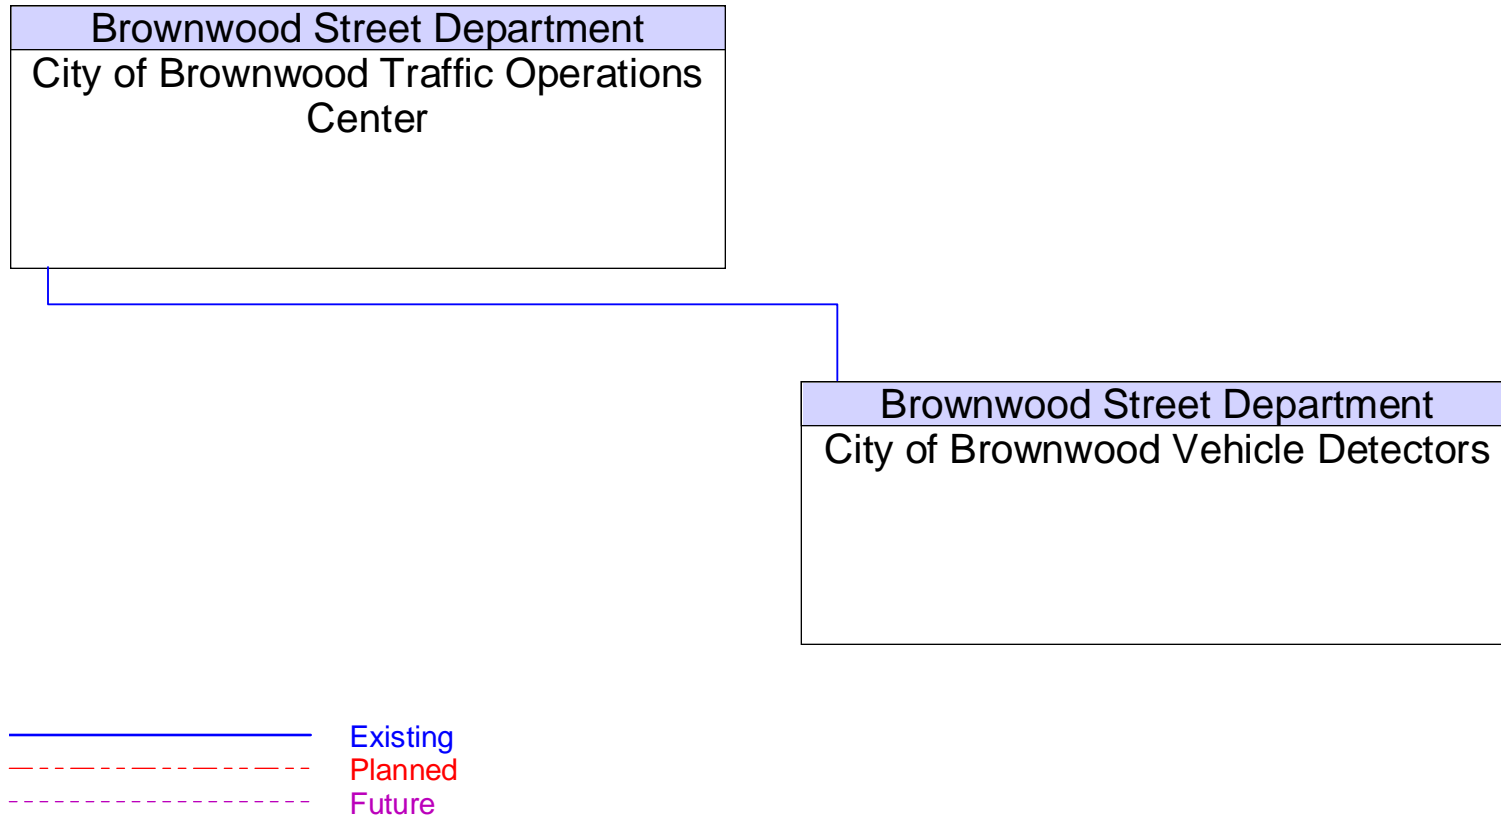 Brownwood Street Department
City of Brownwood Traffic Operations
Center
Brownwood Street Department
City of Brownwood Vehicle Detectors
Existing
Planned
Future